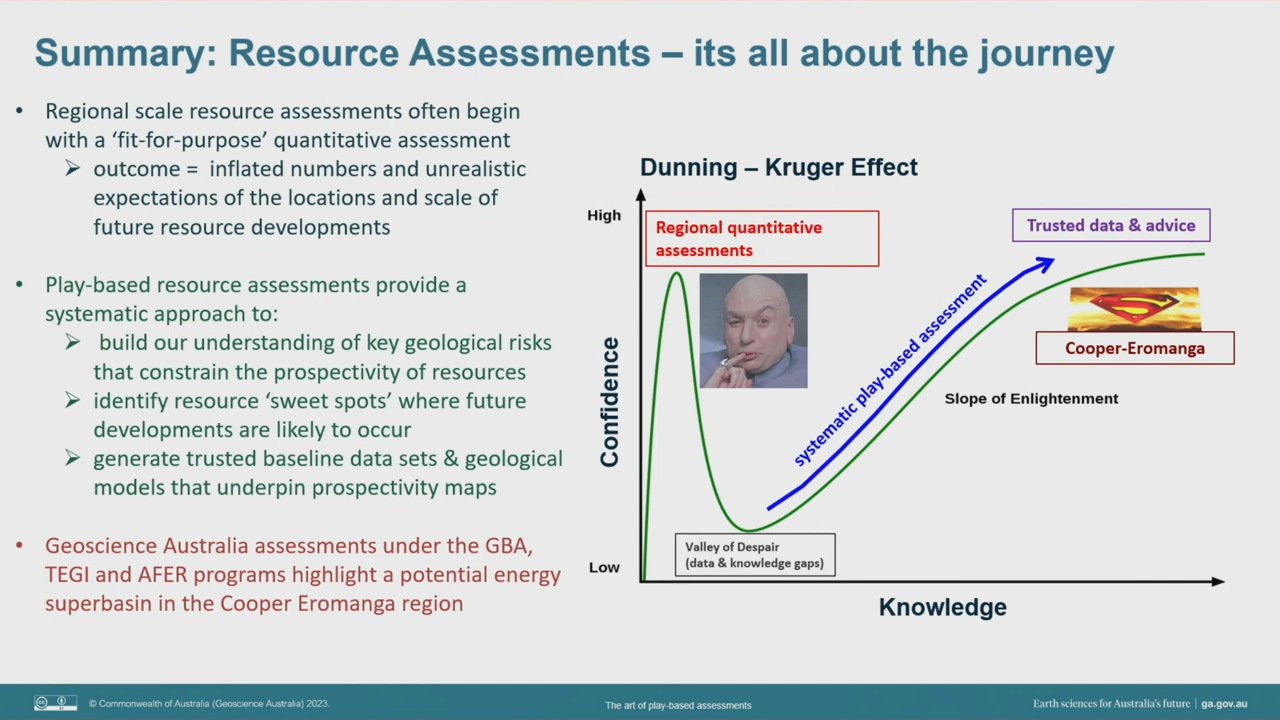 Summary: Resource Assessments – its all about the journey
• Regional scale resource assessments often begin
with a ‘fit-for-purpose’ quantitative assessment
➢ outcome = inflated numbers and unrealistic
expectations of the locations and scale of
future resource developments
• Play-based resource assessments provide a
systematic approach to:
➢ build our understanding of key geological risks
that constrain the prospectivity of resources
➢ identify resource ‘sweet spots’ where future
developments are likely to occur
➢ generate trusted baseline data sets & geological
models that underpin prospectivity maps
• Geoscience Australia assessments under the GBA,
TEGI and AFER programs highlight a potential energy
superbasin in the Cooper Eromanga region
Dunning – Kruger Effect
High
Regional quantitative
assessments
Trusted data & advice
systematic play-based assessment
Cooper-Eromanga
Slope of Enlightenment
Confidence
Valley of Despair
(data & knowledge gaps)
Low
Knowledge
© Commonwealth of Australia (Geoscience Australia) 2023.
The art of play-based assessments
Earth sciences for Australia’s future | ga.gov.au